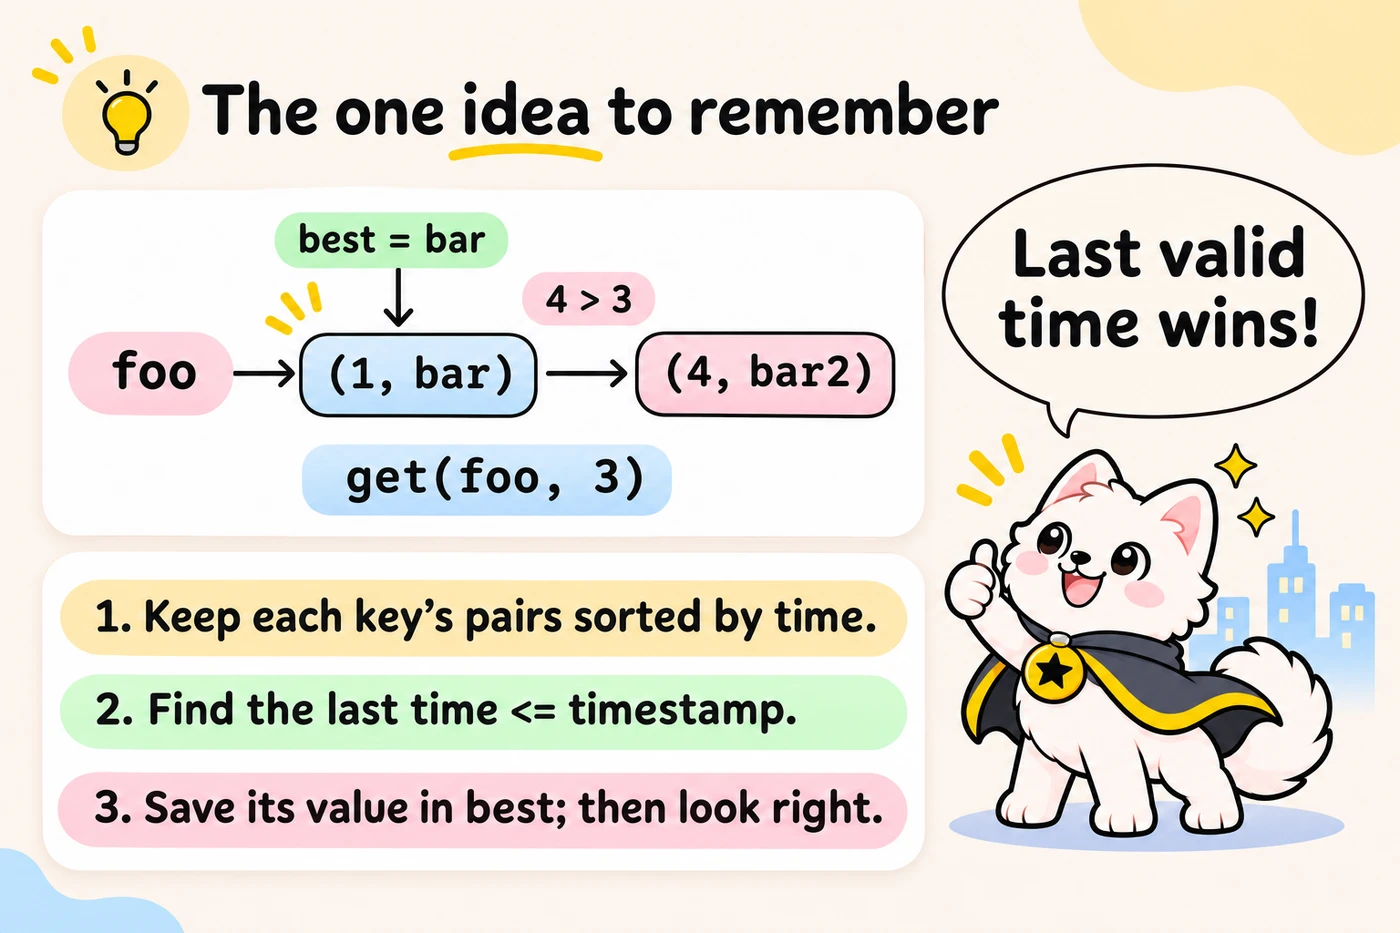 The one idea to remember
best = bar
4 > 3
foo
(1, bar)
(4, bar2)
get(foo, 3)
1. Keep each key’s pairs sorted by time.
2. Find the last time <= timestamp.
3. Save its value in best; then look right.
Last valid
time wins!